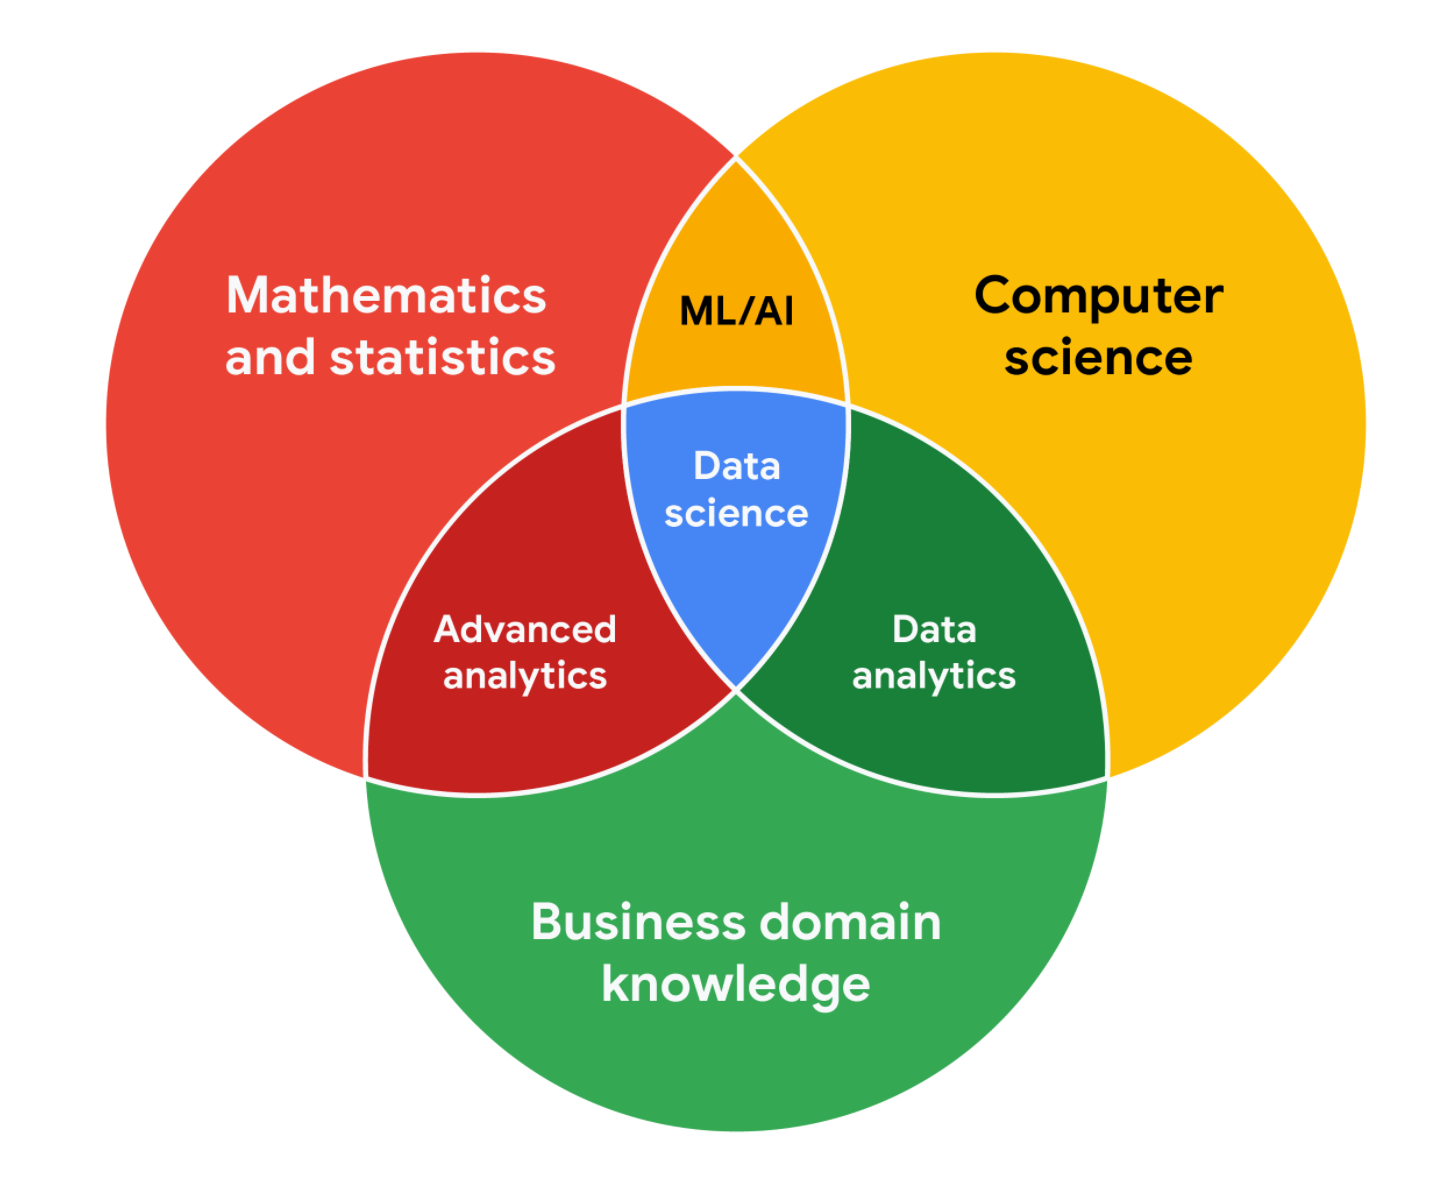 Mathematics
and statistics
ML/AI
Computer
science
Data
science
Advanced
analytics
Data
analytics
Business domain
knowledge